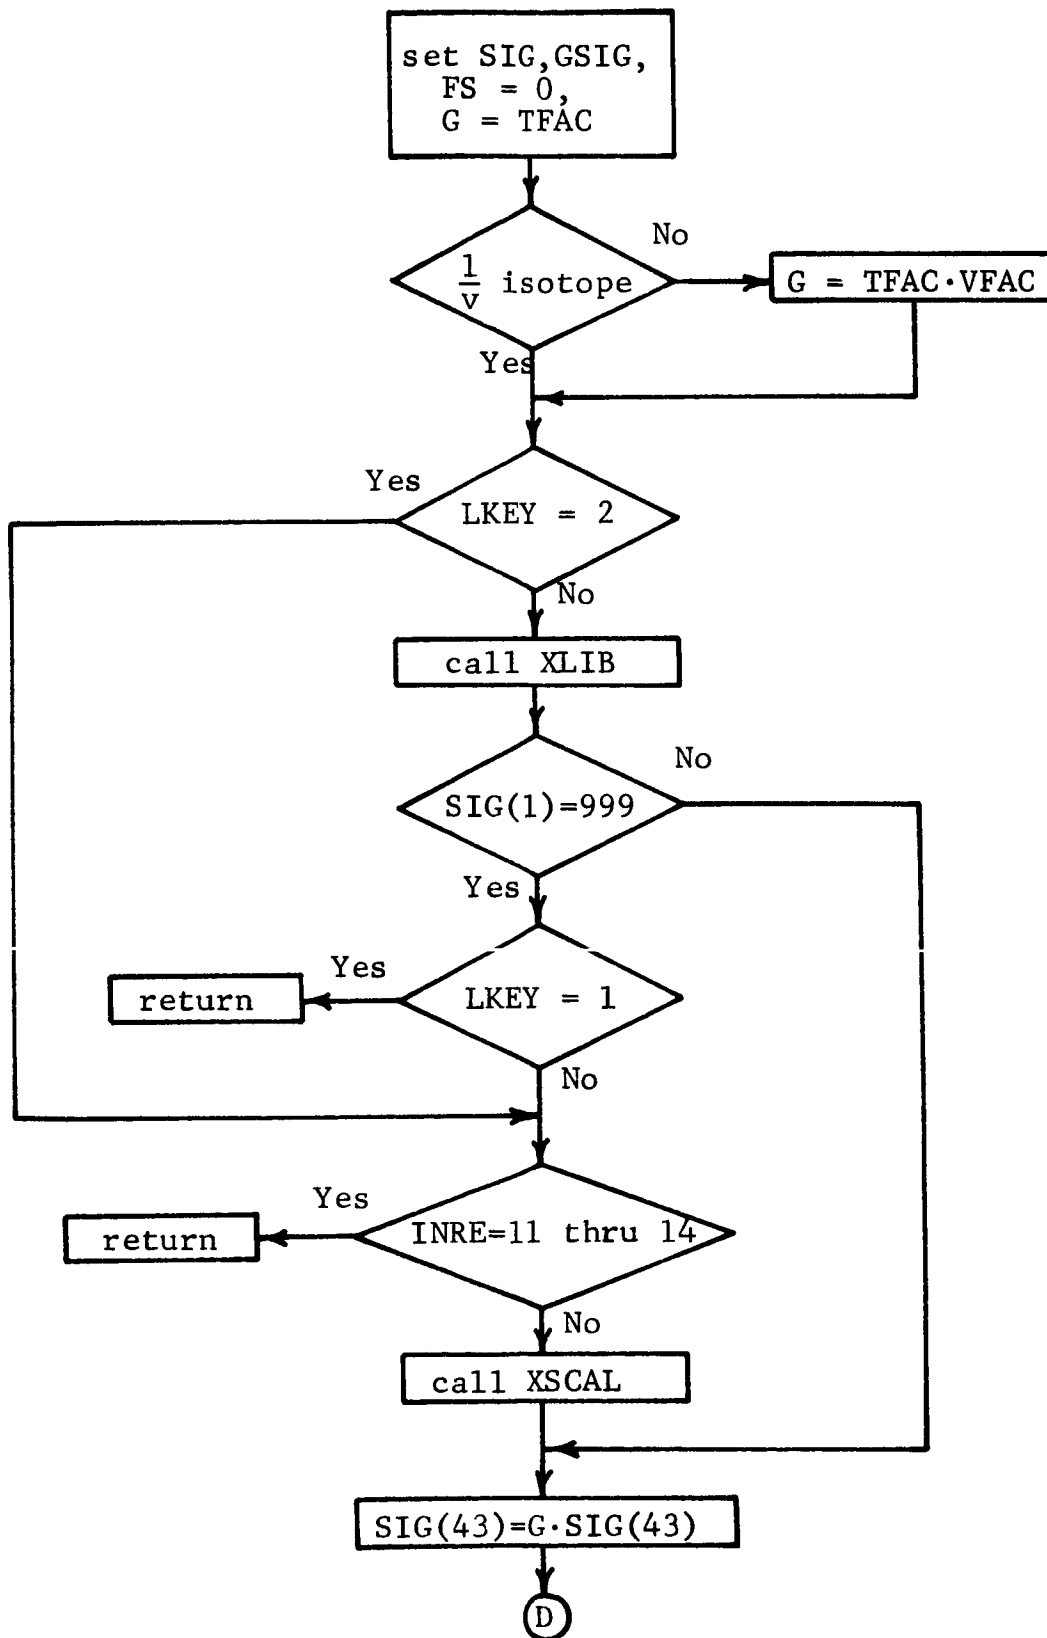 set SIG,GSIG,
FS = 0,
G = TFAC
No
1
v isotope
G = TFAC·VFAC
Yes
Yes
LKEY = 2
No
call XLIB
No
SIG(1)=999
Yes
Yes
return
LKEY = 1
No
Yes
return
INRE=11 thru 14
No
call XSCAL
SIG(43)=G·SIG(43)
D